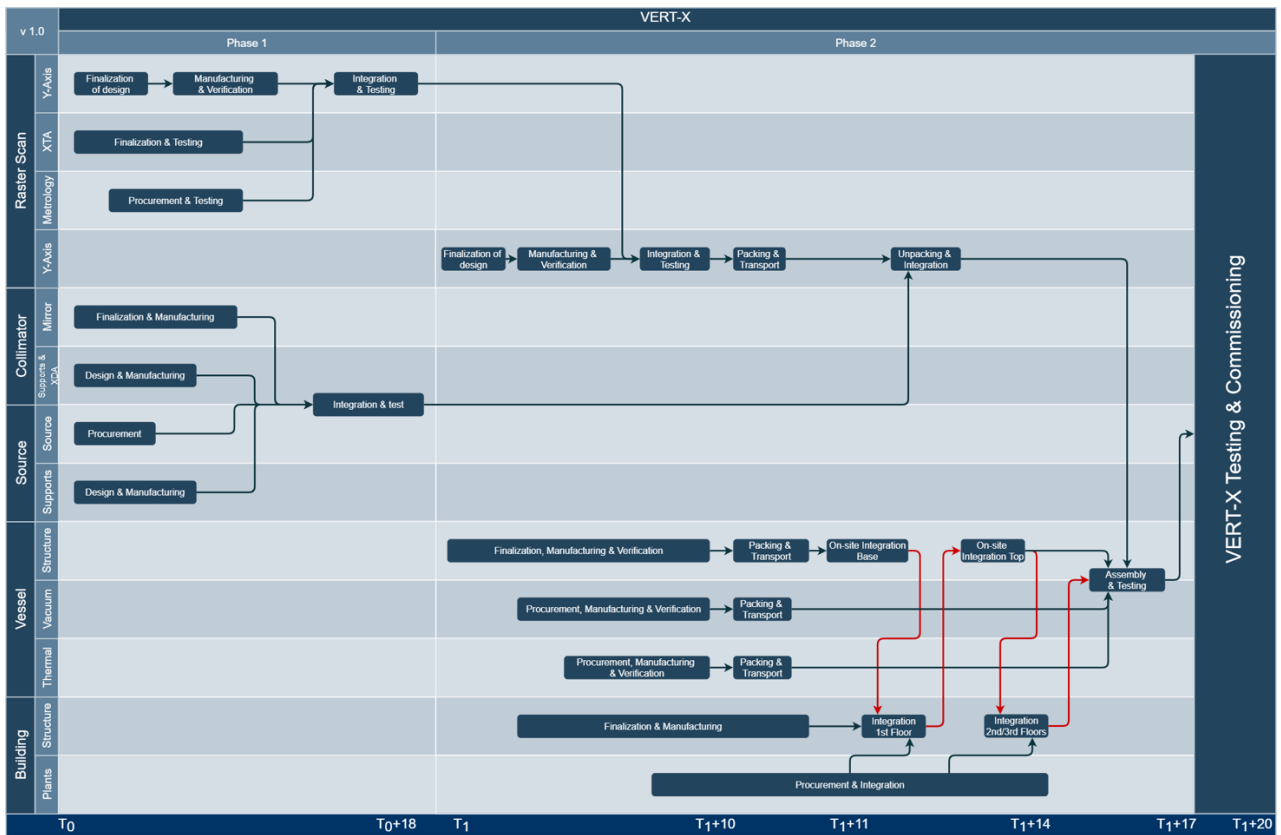 v 1.0
VERT-X
Phase 1
Phase 2
Raster Scan
Y-Axis
Finalization
of design
Manufacturing
& Verification
Integration
& Testing
XTA
Finalization & Testing
Metrology
Procurement & Testing
Y-Axis
Finalization of
design
Manufacturing &
Verification
Integration &
Testing
Packing &
Transport
Unpacking &
Integration
Collimator
Mirror
Finalization & Manufacturing
Supports &
XDA
Design & Manufacturing
Integration & test
Source
Source
Procurement
Supports
Design & Manufacturing
Vessel
Structure
Finalization, Manufacturing & Verification
Packing &
Transport
On-site Integration
Base
On-site
Integration Top
Assembly
& Testing
Vacuum
Procurement, Manufacturing & Verification
Packing &
Transport
Thermal
Procurement, Manufacturing
& Verification
Packing &
Transport
Building
Structure
Finalization & Manufacturing
Integration
1st Floor
Integration
2nd/3rd Floors
Plants
Procurement & Integration
VERT-X Testing & Commissioning
T0
T0+18
T1
T1+10
T1+11
T1+14
T1+17
T1+20